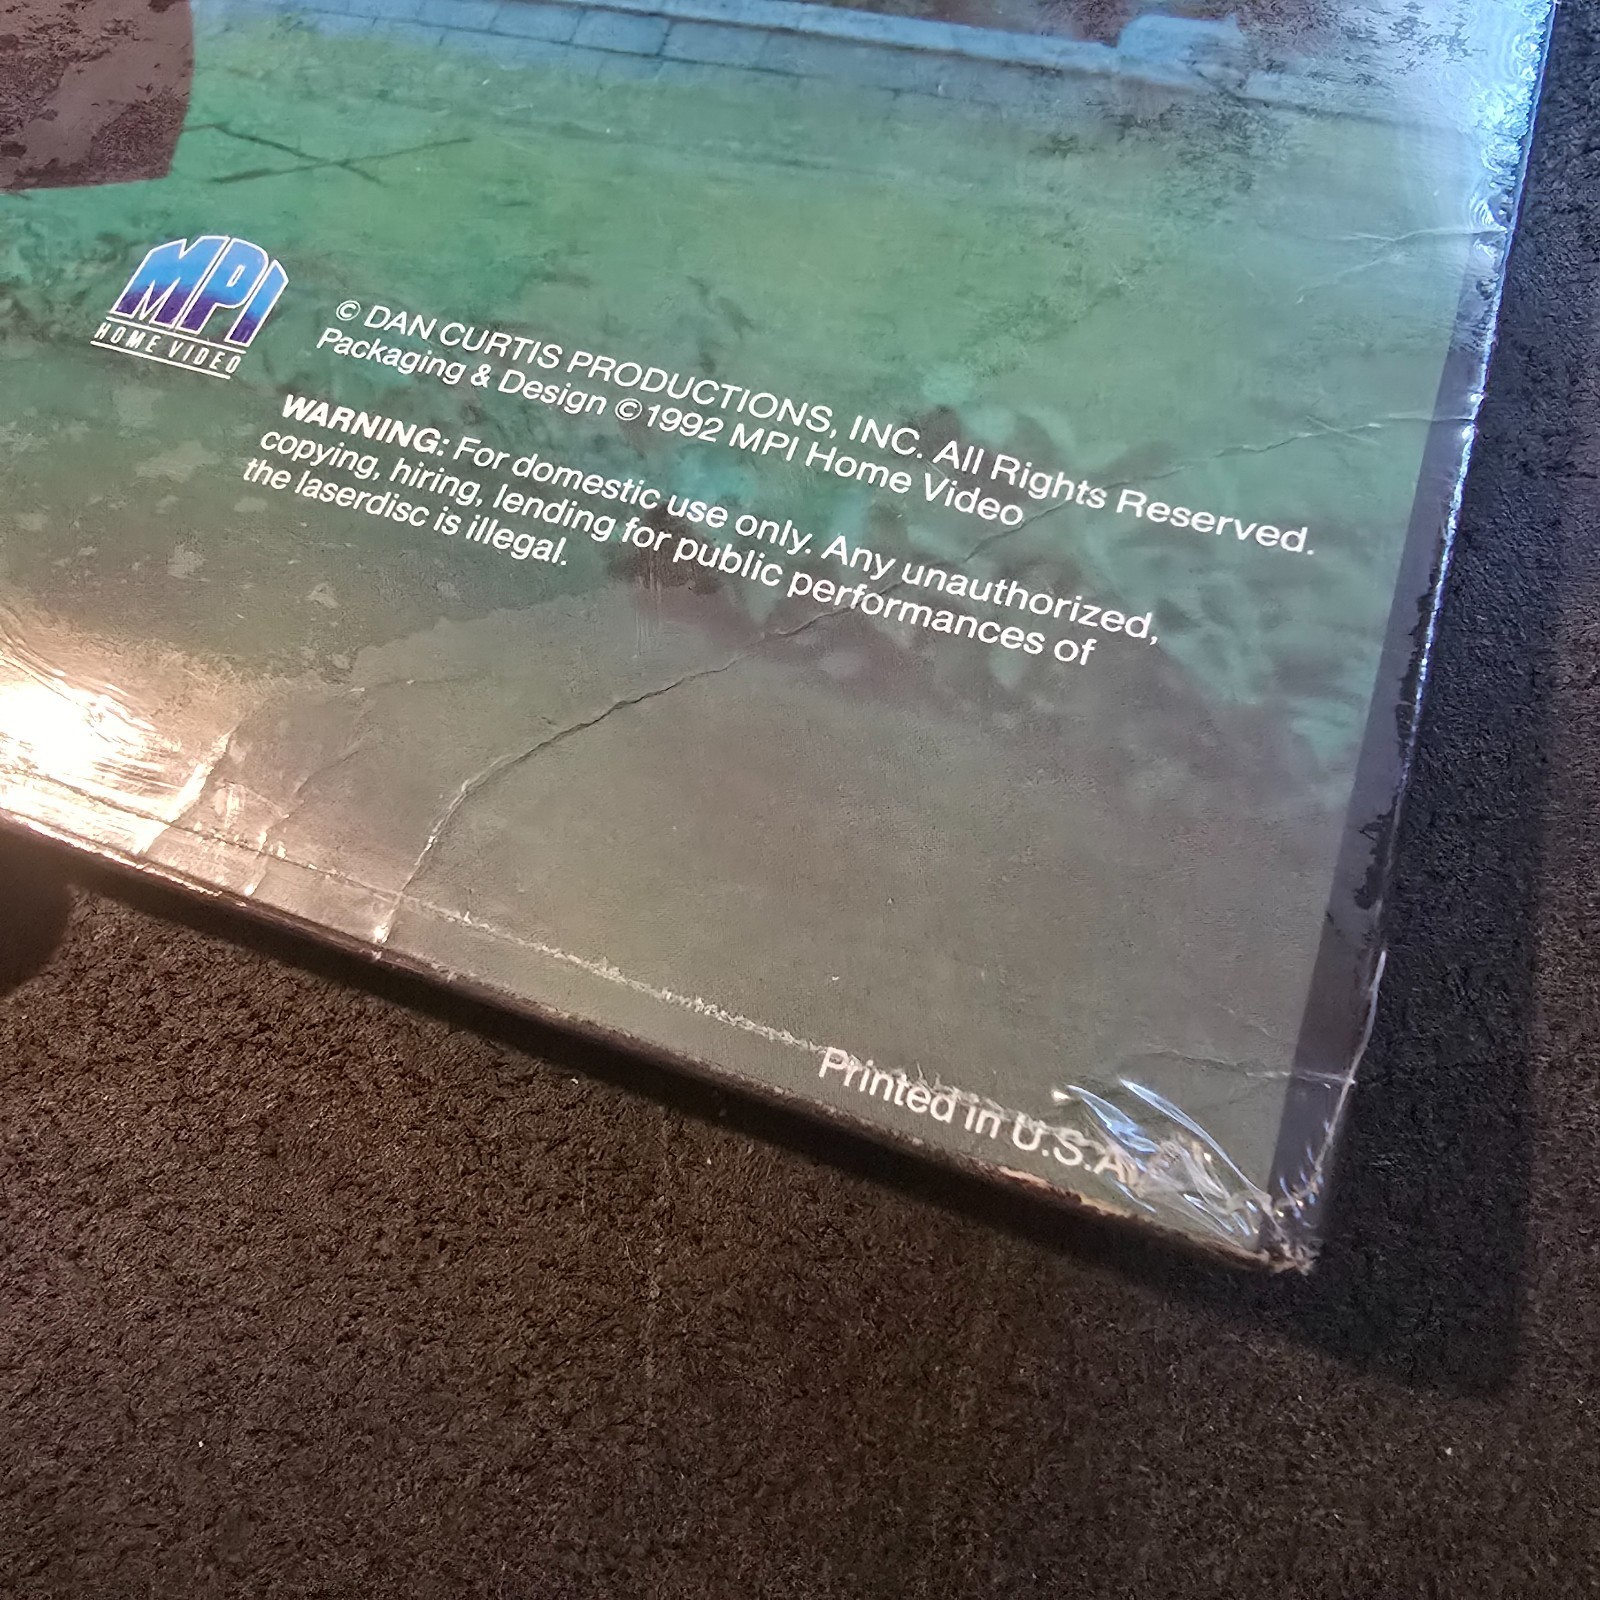 MPI
HOME VIDEO
© DAN CURTIS PRODUCTIONS, INC. All Rights Reserved.
Packaging & Design ©1992 MPI Home Video
WARNING: For domestic use only. Any unauthorized,
copying, hiring, lending for public performances of
the laserdisc is illegal.
Printed in U.S.A.